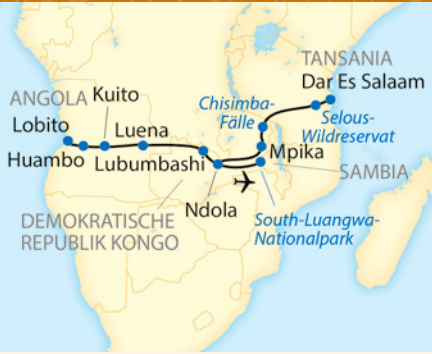 TANSANIA
Dar Es Salaam
ANGOLA
Kuito
Chisimba-
Fälle
Selous-
Wildreservat
Lobito
Luena
Huambo
Lubumbashi
Mpika
SAMBIA
DEMOKRATISCHE
REPUBLIK KONGO
Ndola
South-Luangwa-
Nationalpark